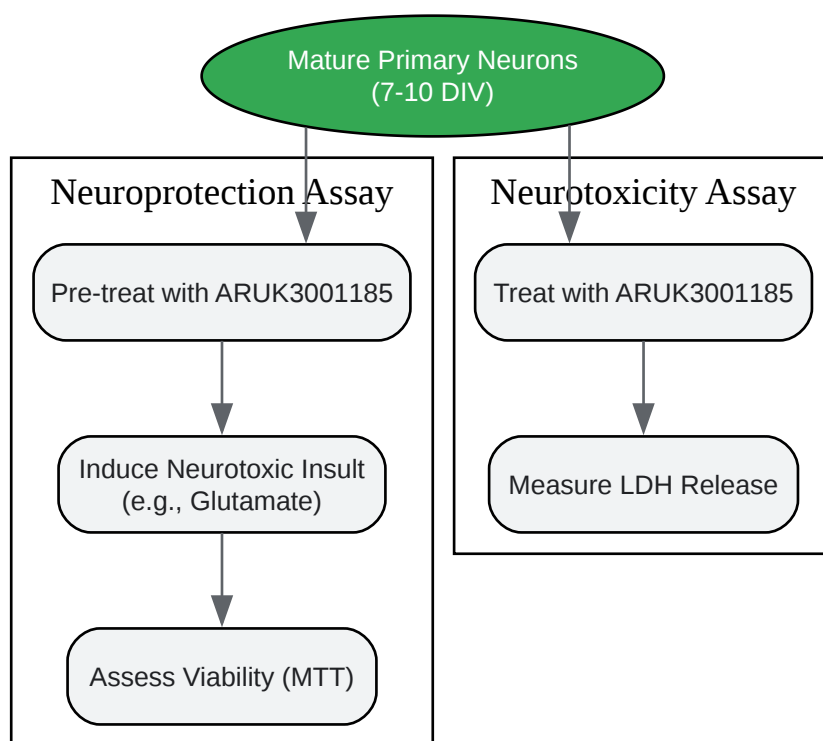 Mature Primary Neurons
(7-10 DIV)
Neuroprotection Assay
Pre-treat with ARUK3001185
Induce Neurotoxic Insult
(e.g., Glutamate)
Assess Viability (MTT)
Neurotoxicity Assay
Treat with ARUK3001185
Measure LDH Release